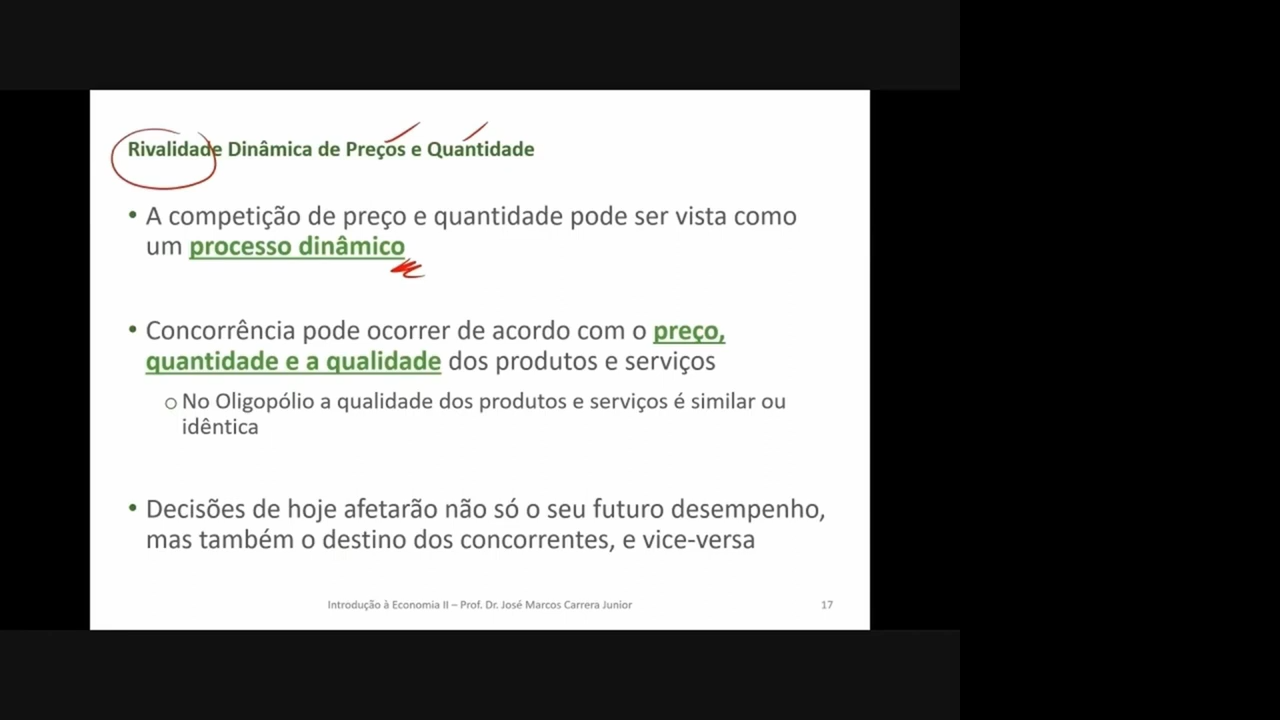 Rivalidade Dinâmica de Preços e Quantidade
• A competição de preço e quantidade pode ser vista como
um processo dinâmico
• Concorrência pode ocorrer de acordo com o preço,
quantidade e a qualidade dos produtos e serviços
o No Oligopólio a qualidade dos produtos e serviços é similar ou
idêntica
• Decisões de hoje afetarão não só o seu futuro desempenho,
mas também o destino dos concorrentes, e vice-versa
Introdução à Economia II – Prof. Dr. José Marcos Carrera Junior
17